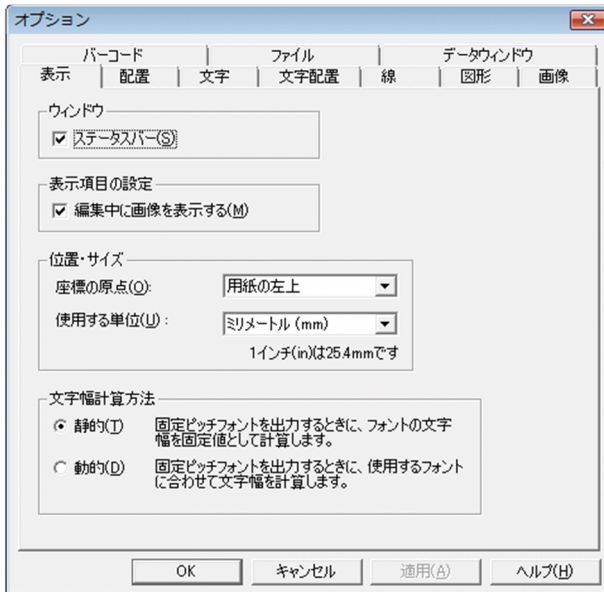 オプション
バーコード ファイル データウィンドウ
表示 配置 文字 文字配置 線 図形 画像
ウィンドウ
ステータスバー(S)
表示項目の設定
編集中に画像を表示する(M)
位置・サイズ
座標の原点(O): 用紙の左上
使用する単位(U): ミリメートル (mm)
1インチ(in)は25.4mmです
文字幅計算方法
静的(T) 固定ピッチフォントを出力するときに、フォントの文字
幅を固定値として計算します。
動的(D) 固定ピッチフォントを出力するときに、使用するフォント
に合わせて文字幅を計算します。
OK キャンセル 適用(A) ヘルプ(H)